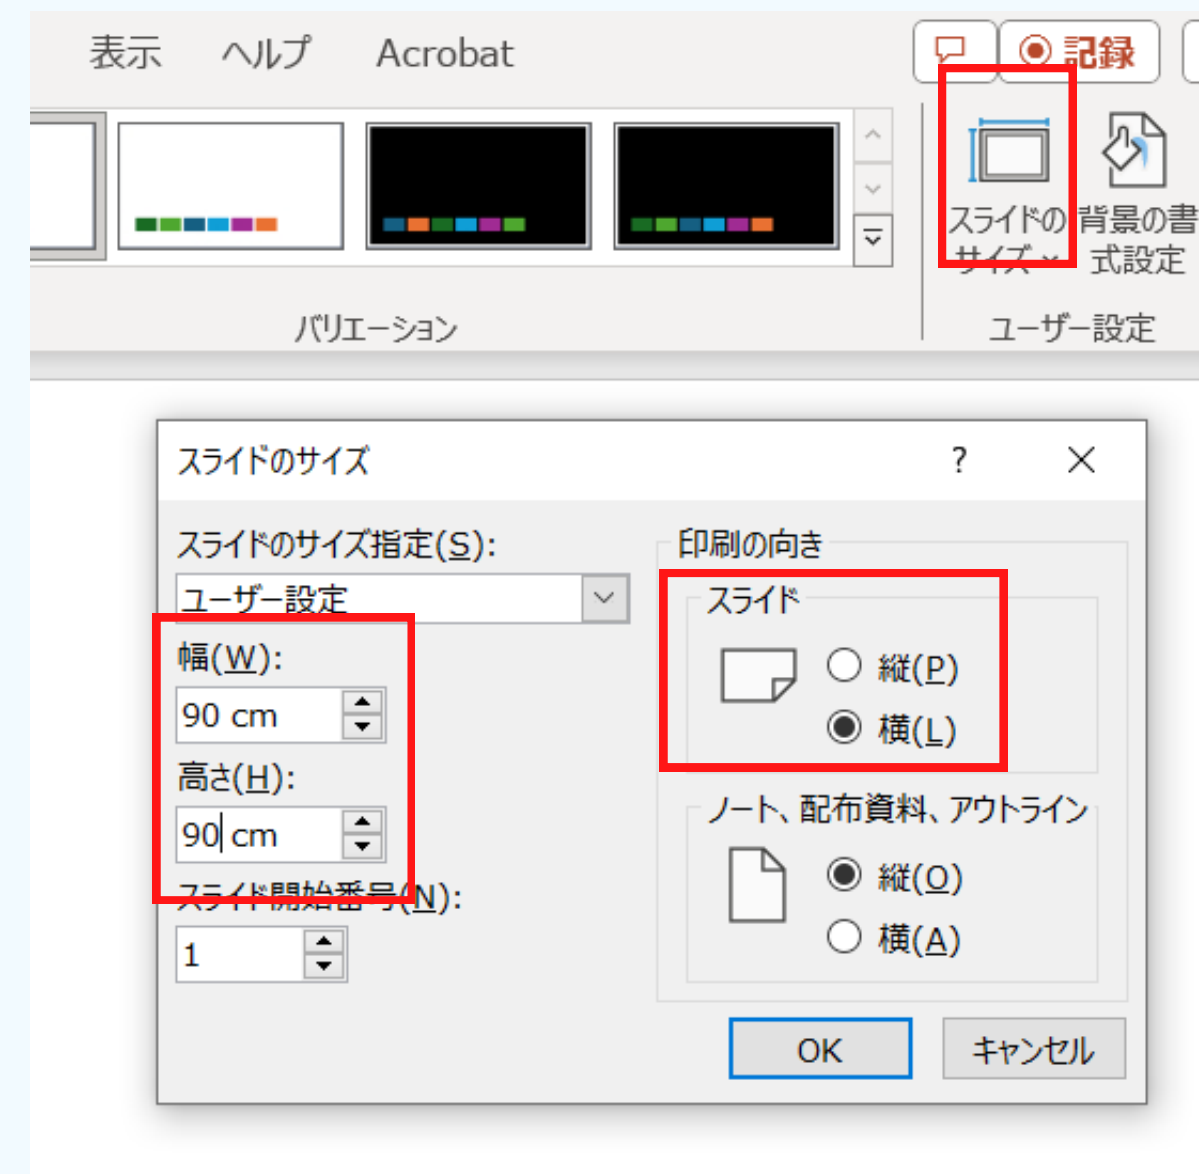 表示 ヘルプ Acrobat 記録
スライドの
サイズ
背景の書
式設定
バリエーション
ユーザー設定
スライドのサイズ ?
スライドのサイズ指定(S):
ユーザー設定
幅(W):
90 cm
高さ(H):
90 cm
スライド開始番号(N):
1
印刷の向き
スライド
縦(P)
横(L)
ノート、配布資料、アウトライン
縦(O)
横(A)
OK キャンセル